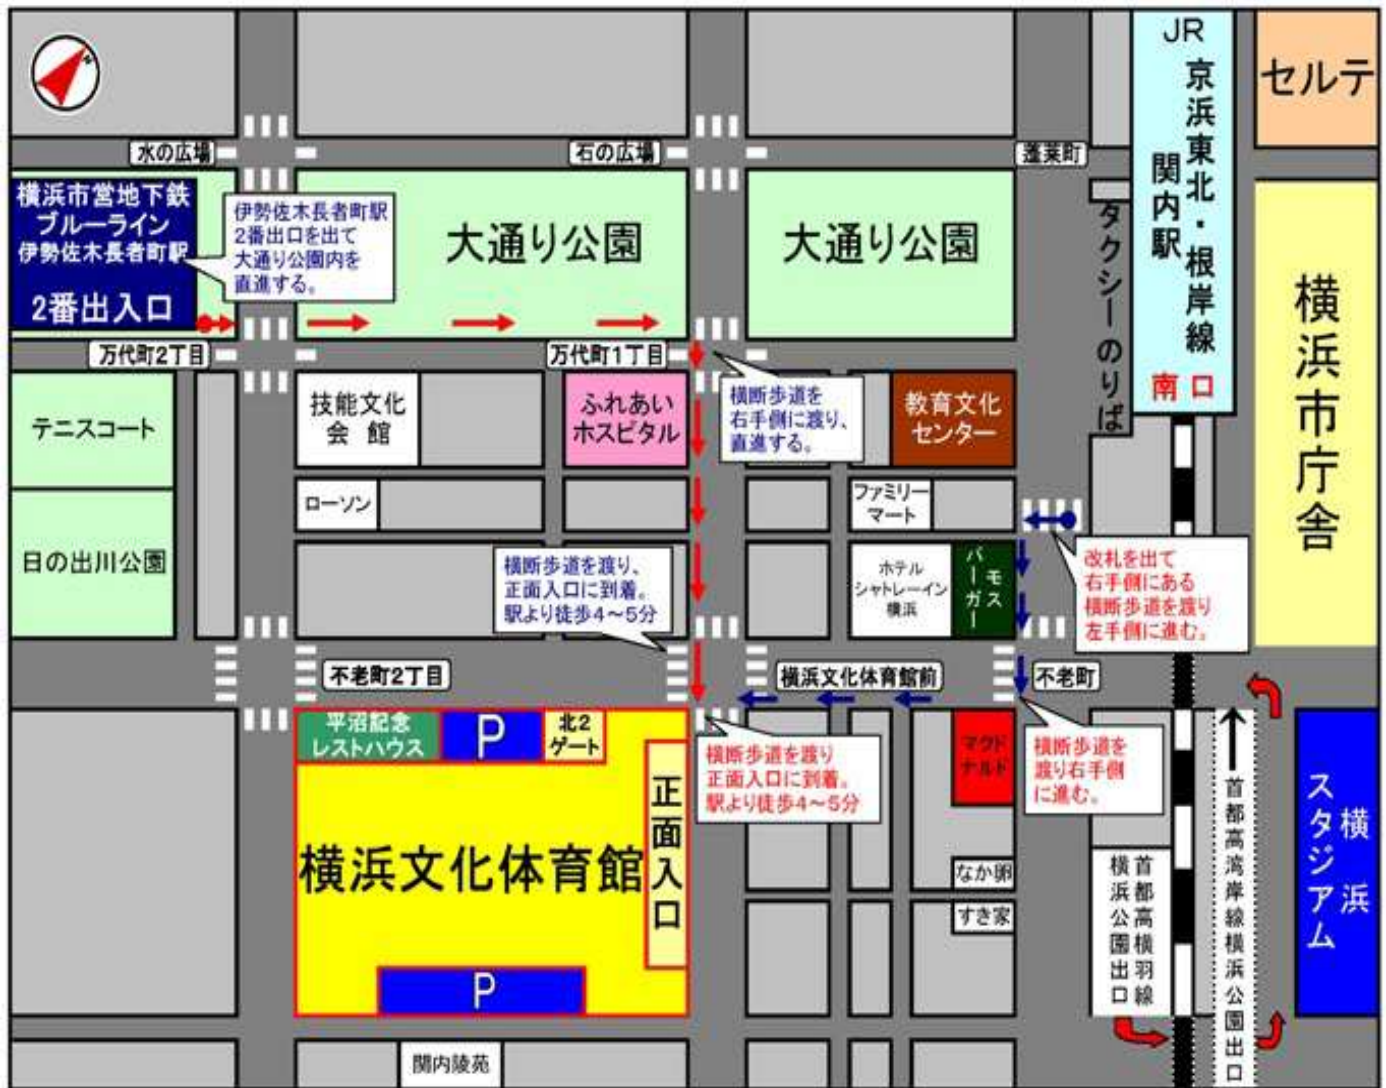 N
JR
京浜東北・根岸線
関内駅
南口
セルテ
水の広場
石の広場
蓬莱町
横浜市営地下鉄
ブルーライン
伊勢佐木長者町駅
2番出入口
伊勢佐木長者町駅
2番出口を出て
大通り公園内を
直進する。
大通り公園
大通り公園
タクシーのりば
横浜市庁舎
万代町2丁目
万代町1丁目
テニスコート
技能文化
会館
ふれあい
ホスピタル
横断歩道を
右手側に渡り、
直進する。
教育文化
センター
ローソン
ファミリー
マート
日の出川公園
横断歩道を渡り、
正面入口に到着。
駅より徒歩4～5分
ホテル
シャトレーイン
横浜
モス
バーガー
改札を出て
右手側にある
横断歩道を渡り
左手側に進む。
不老町2丁目
横浜文化体育館前
不老町
平沼記念
レストハウス
P
北2
ゲート
正面入口
横浜文化体育館
P
横断歩道を渡り
正面入口に到着。
駅より徒歩4～5分
マクド
ナルド
横断歩道を
渡り右手側
に進む。
なか卯
すき家
首都高横羽線
横浜公園出口
首都高湾岸線横浜公園出口
横浜
スタジアム
関内陵苑